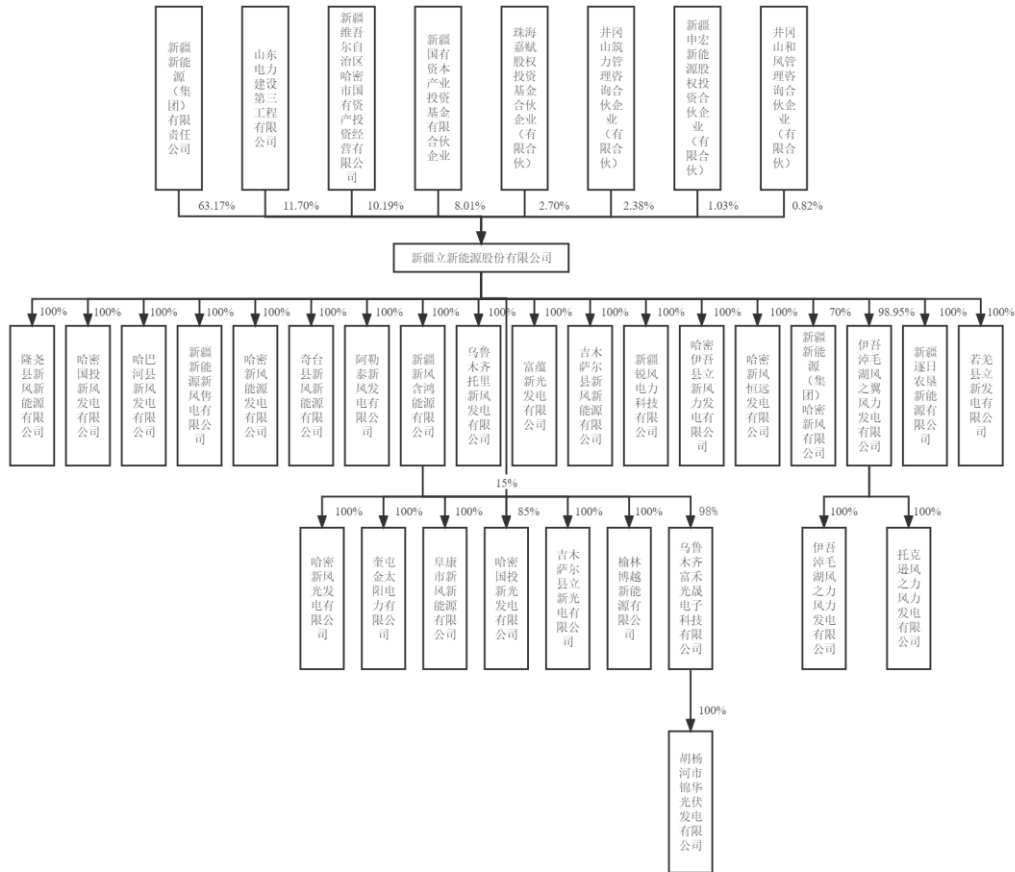 新疆新能源（集团）有限责任公司
山东电力建设第三工程有限公司
新疆维吾尔自治区哈密市国有资产投资经营有限公司
新疆国有资本产业投资基金有限合伙企业
珠海嘉赋股权投资基金合伙企业（有限合伙）
井冈山筑力管理咨询合伙企业（有限合伙）
新疆申宏新能源股权投资合伙企业（有限合伙）
井冈山和风管理咨询合伙企业（有限合伙）
63.17% 11.70% 10.19% 8.01% 2.70% 2.38% 1.03% 0.82%
新疆立新能源股份有限公司
100% 100% 100% 100% 100% 100% 100% 100% 100% 100% 100% 100% 100% 100% 70% 98.95% 100% 100%
隆尧县新风新能源有限公司
哈密国投新风发电有限公司
哈巴河县新风发电有限公司
新疆新能源新风售电有限公司
哈密新风能源发电有限公司
奇台县新风新能源有限公司
阿勒泰新风发电有限公司
新疆新风含鸿能源有限公司
乌鲁木齐托里新风发电有限公司
富蕴新光发电有限公司
吉木萨尔县新风新能源有限公司
新疆锐风电力科技有限公司
哈密伊吾县立新风力发电有限公司
哈密新风恒远发电有限公司
新疆新能源（集团）哈密新风有限公司
伊吾淖毛湖风之翼风力发电有限公司
新疆逐日农垦新能源有限公司
若羌县立新发电有限公司
15%
100% 100% 100% 85% 100% 100% 98% 100% 100%
哈密新风光发电有限公司
奎屯金太阳电力有限公司
阜康市新风新能源有限公司
哈密国投新光发电有限公司
吉木萨尔县立新光电有限公司
榆林博越新能源有限公司
乌鲁木齐富禾光晟电子科技有限公司
伊吾淖毛湖风之力风力发电有限公司
托克逊风之力风力发电有限公司
100%
胡杨河市锦华光伏发电有限公司